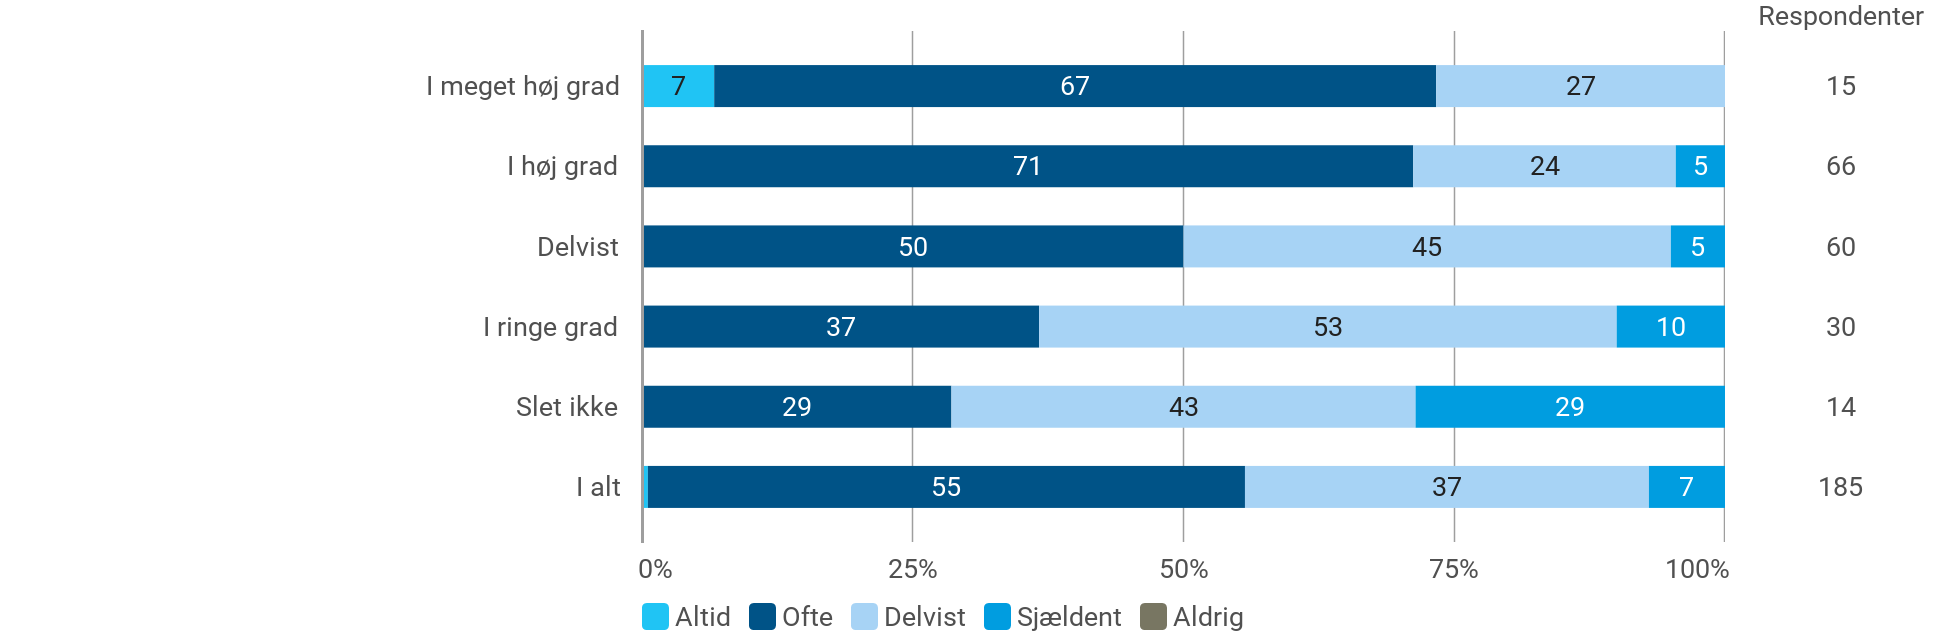 Respondenter
I meget høj grad 7 67 27 15
I høj grad 71 24 5 66
Delvist 50 45 5 60
I ringe grad 37 53 10 30
Slet ikke 29 43 29 14
I alt 55 37 7 185
0% 25% 50% 75% 100%
Altid Ofte Delvist Sjældent Aldrig